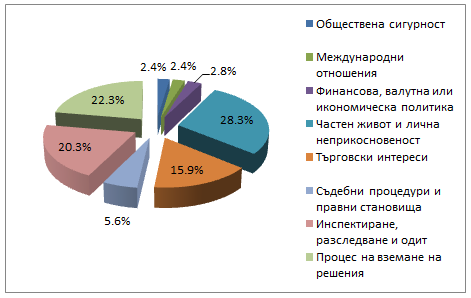 2.4%
2.4%
2.8%
28.3%
15.9%
5.6%
20.3%
22.3%
Обществена сигурност
Международни
отношения
Финансова, валутна или
икономическа политика
Частен живот и лична
неприкосновеност
Търговски интереси
Съдебни процедури и
правни становища
Инспектиране,
разследване и одит
Процес на вземане на
решения